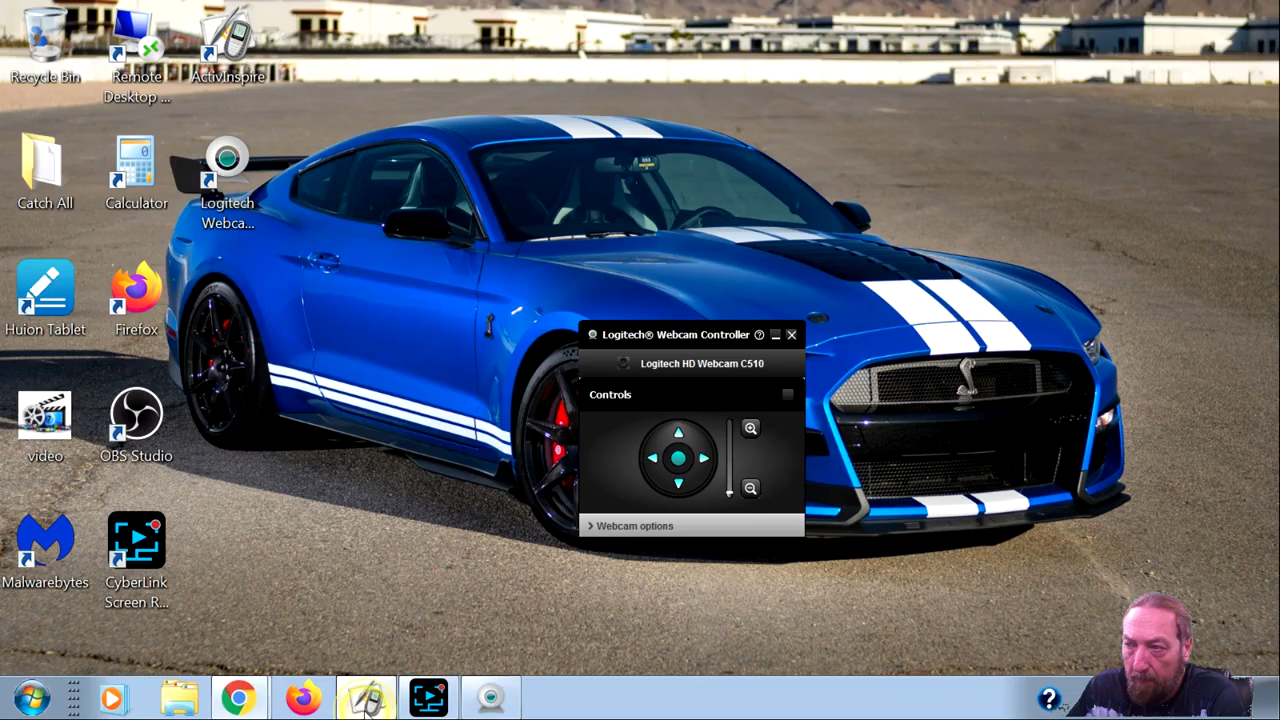 Recycle Bin
Remote
Desktop ...
ActivInspire
Catch All
Calculator
Logitech
Webca...
Huion Tablet
Firefox
video
OBS Studio
Malwarebytes
CyberLink
Screen R...
Logitech® Webcam Controller
Logitech HD Webcam C510
Controls
Webcam options